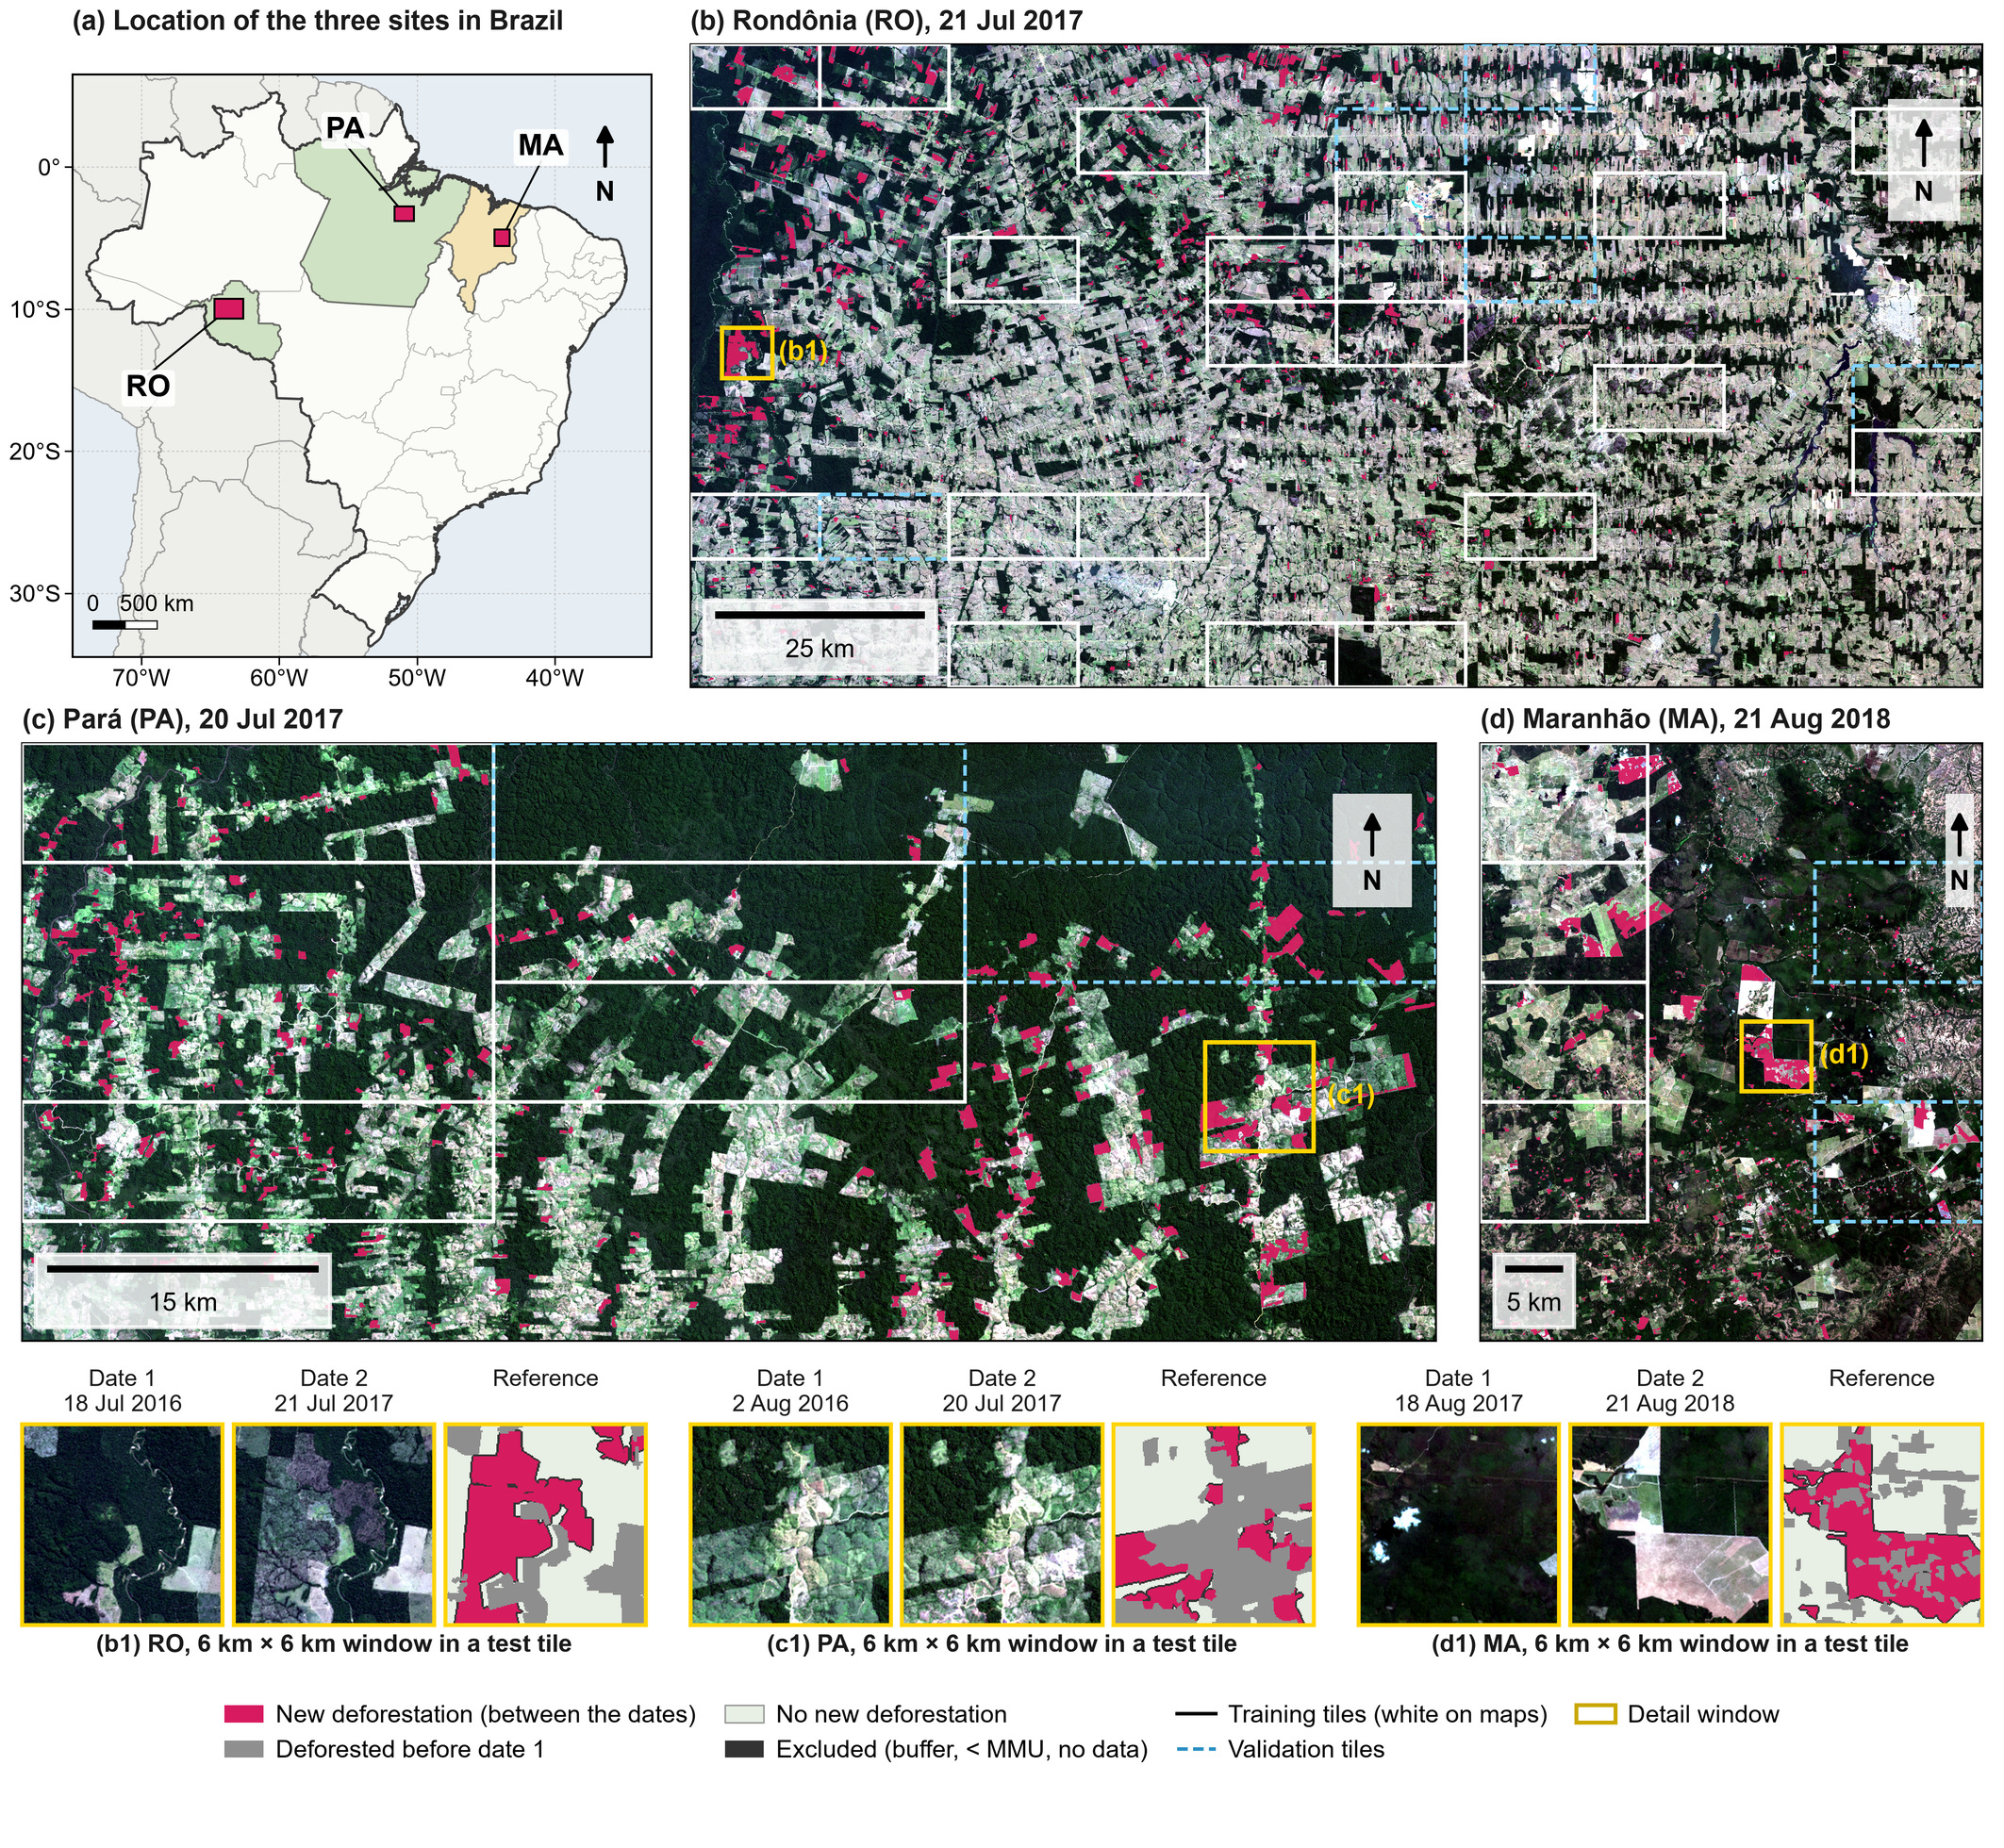 (a) Location of the three sites in Brazil
PA
MA
N
RO
0°
10°S
20°S
30°S
0 500 km
70°W 60°W 50°W 40°W
(b) Rondônia (RO), 21 Jul 2017
N
(b1)
25 km
(c) Pará (PA), 20 Jul 2017
N
(c1)
15 km
(d) Maranhão (MA), 21 Aug 2018
N
(d1)
5 km
Date 1
18 Jul 2016
Date 2
21 Jul 2017
Reference
(b1) RO, 6 km × 6 km window in a test tile
Date 1
2 Aug 2016
Date 2
20 Jul 2017
Reference
(c1) PA, 6 km × 6 km window in a test tile
Date 1
18 Aug 2017
Date 2
21 Aug 2018
Reference
(d1) MA, 6 km × 6 km window in a test tile
New deforestation (between the dates)
Deforested before date 1
No new deforestation
Excluded (buffer, < MMU, no data)
Training tiles (white on maps)
Validation tiles
Detail window